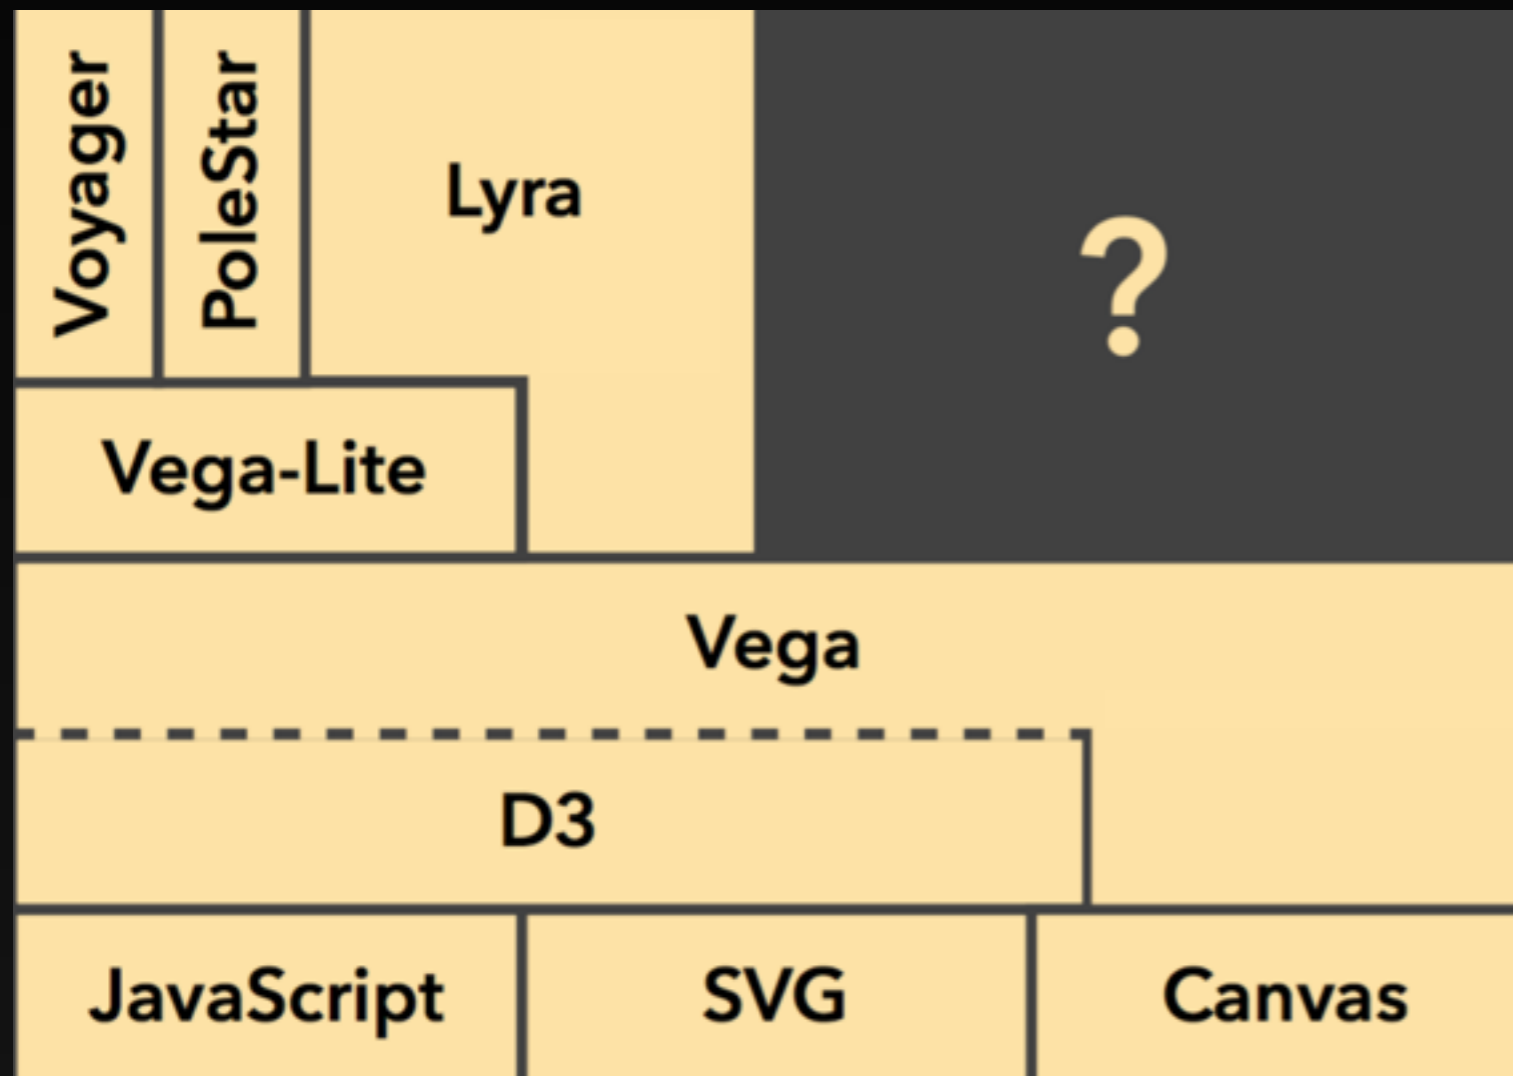 Voyager
PoleStar
Lyra
?
Vega-Lite
Vega
D3
JavaScript
SVG
Canvas